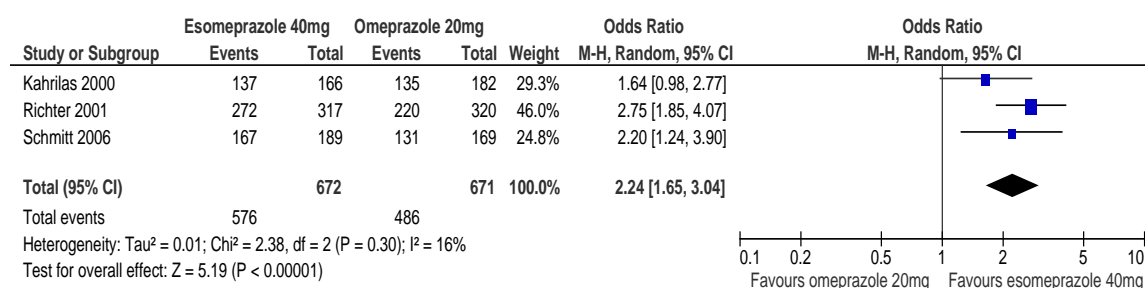 Esomeprazole 40mg Omeprazole 20mg Odds Ratio Odds Ratio
Study or Subgroup Events Total Events Total Weight M-H, Random, 95% CI M-H, Random, 95% CI
Kahrilas 2000 137 166 135 182 29.3% 1.64 [0.98, 2.77]
Richter 2001 272 317 220 320 46.0% 2.75 [1.85, 4.07]
Schmitt 2006 167 189 131 169 24.8% 2.20 [1.24, 3.90]
Total (95% CI) 672 671 100.0% 2.24 [1.65, 3.04]
Total events 576 486
Heterogeneity: Tau² = 0.01; Chi² = 2.38, df = 2 (P = 0.30); I² = 16%
Test for overall effect: Z = 5.19 (P < 0.00001)
0.1 0.2 0.5 1 2 5 10
Favours omeprazole 20mg Favours esomeprazole 40mg